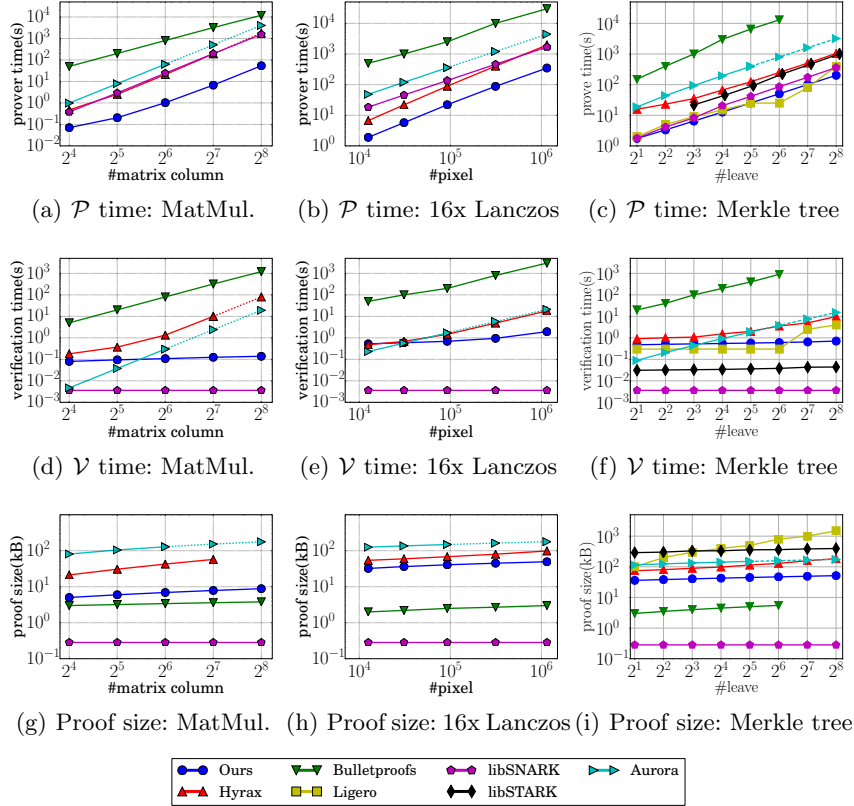 prover time(s)
10^4
10^3
10^2
10^1
10^0
10^-1
10^-2
2^4 2^5 2^6 2^7 2^8
#matrix column
(a) 𝒫 time: MatMul.
prover time(s)
10^4
10^3
10^2
10^1
10^0
10^4 10^5 10^6
#pixel
(b) 𝒫 time: 16x Lanczos
prove time(s)
10^4
10^3
10^2
10^1
10^0
2^1 2^2 2^3 2^4 2^5 2^6 2^7 2^8
#leave
(c) 𝒫 time: Merkle tree
verification time(s)
10^3
10^2
10^1
10^0
10^-1
10^-2
10^-3
2^4 2^5 2^6 2^7 2^8
#matrix column
(d) 𝒱 time: MatMul.
verification time(s)
10^3
10^2
10^1
10^0
10^-1
10^-2
10^-3
10^4 10^5 10^6
#pixel
(e) 𝒱 time: 16x Lanczos
verification time(s)
10^3
10^2
10^1
10^0
10^-1
10^-2
10^-3
2^1 2^2 2^3 2^4 2^5 2^6 2^7 2^8
#leave
(f) 𝒱 time: Merkle tree
proof size(kB)
10^2
10^1
10^0
10^-1
2^4 2^5 2^6 2^7 2^8
#matrix column
(g) Proof size: MatMul.
proof size(kB)
10^2
10^1
10^0
10^-1
10^4 10^5 10^6
#pixel
(h) Proof size: 16x Lanczos
proof size(kB)
10^3
10^2
10^1
10^0
10^-1
2^1 2^2 2^3 2^4 2^5 2^6 2^7 2^8
#leave
(i) Proof size: Merkle tree
Ours Bulletproofs libSNARK Aurora
Hyrax Ligero libSTARK